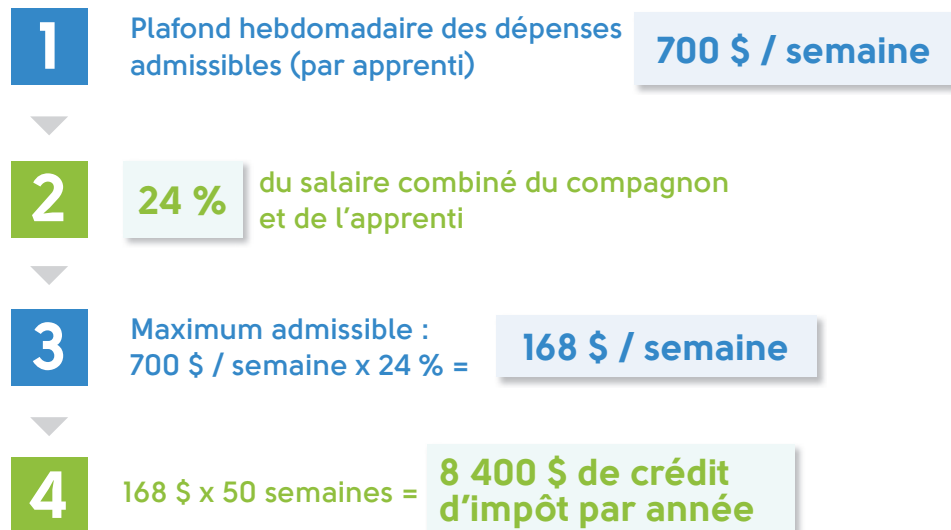 1
Plafond hebdomadaire des dépenses
admissibles (par apprenti)
700 $ / semaine
2
24 %
du salaire combiné du compagnon
et de l'apprenti
3
Maximum admissible :
700 $ / semaine x 24 % =
168 $ / semaine
4
168 $ x 50 semaines =
8 400 $ de crédit
d'impôt par année